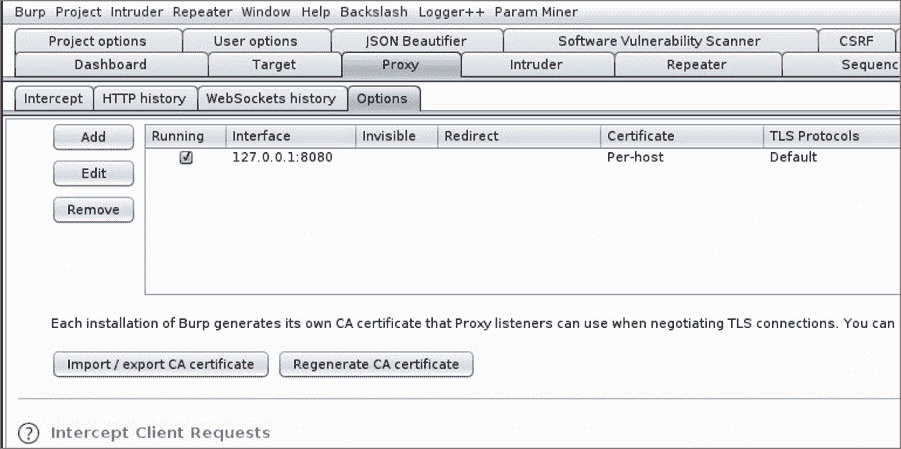 Burp Project Intruder Repeater Window Help Backslash Logger++ Param Miner
Project options User options JSON Beautifier Software Vulnerability Scanner CSRF
Dashboard Target Proxy Intruder Repeater Sequenc
Intercept HTTP history WebSockets history Options
Add Running Interface Invisible Redirect Certificate TLS Protocols
127.0.0.1:8080 Per-host Default
Edit
Remove
Each installation of Burp generates its own CA certificate that Proxy listeners can use when negotiating TLS connections. You can
Import / export CA certificate Regenerate CA certificate
? Intercept Client Requests